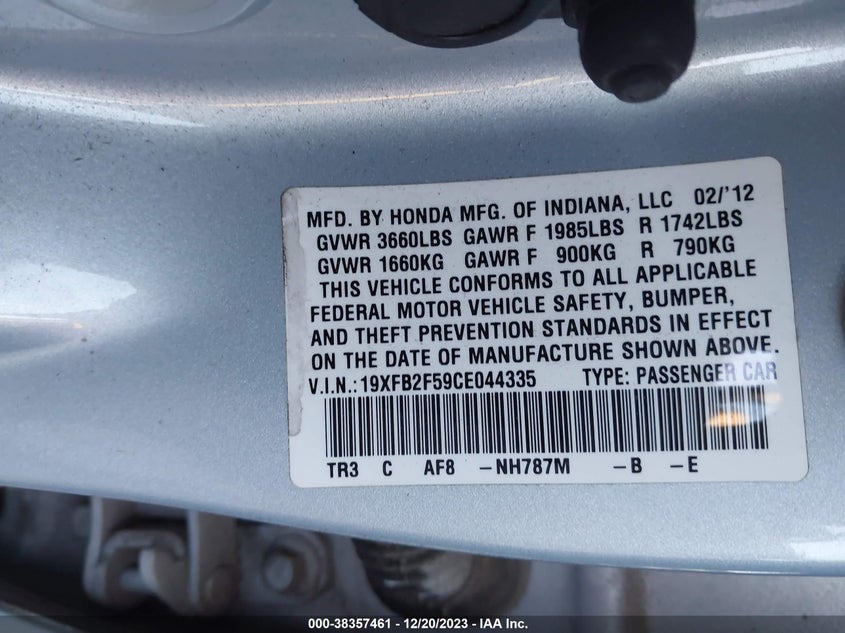 MFD. BY HONDA MFG. OF INDIANA, LLC 02/'12
GVWR 3660LBS GAWR F 1985LBS R 1742LBS
GVWR 1660KG GAWR F 900KG R 790KG
THIS VEHICLE CONFORMS TO ALL APPLICABLE
FEDERAL MOTOR VEHICLE SAFETY, BUMPER,
AND THEFT PREVENTION STANDARDS IN EFFECT
ON THE DATE OF MANUFACTURE SHOWN ABOVE.
V.I.N.: 19XFB2F59CE044335 TYPE: PASSENGER CAR
TR3 C AF8 -NH787M -B -E
000-38357461 - 12/20/2023 - IAA Inc.